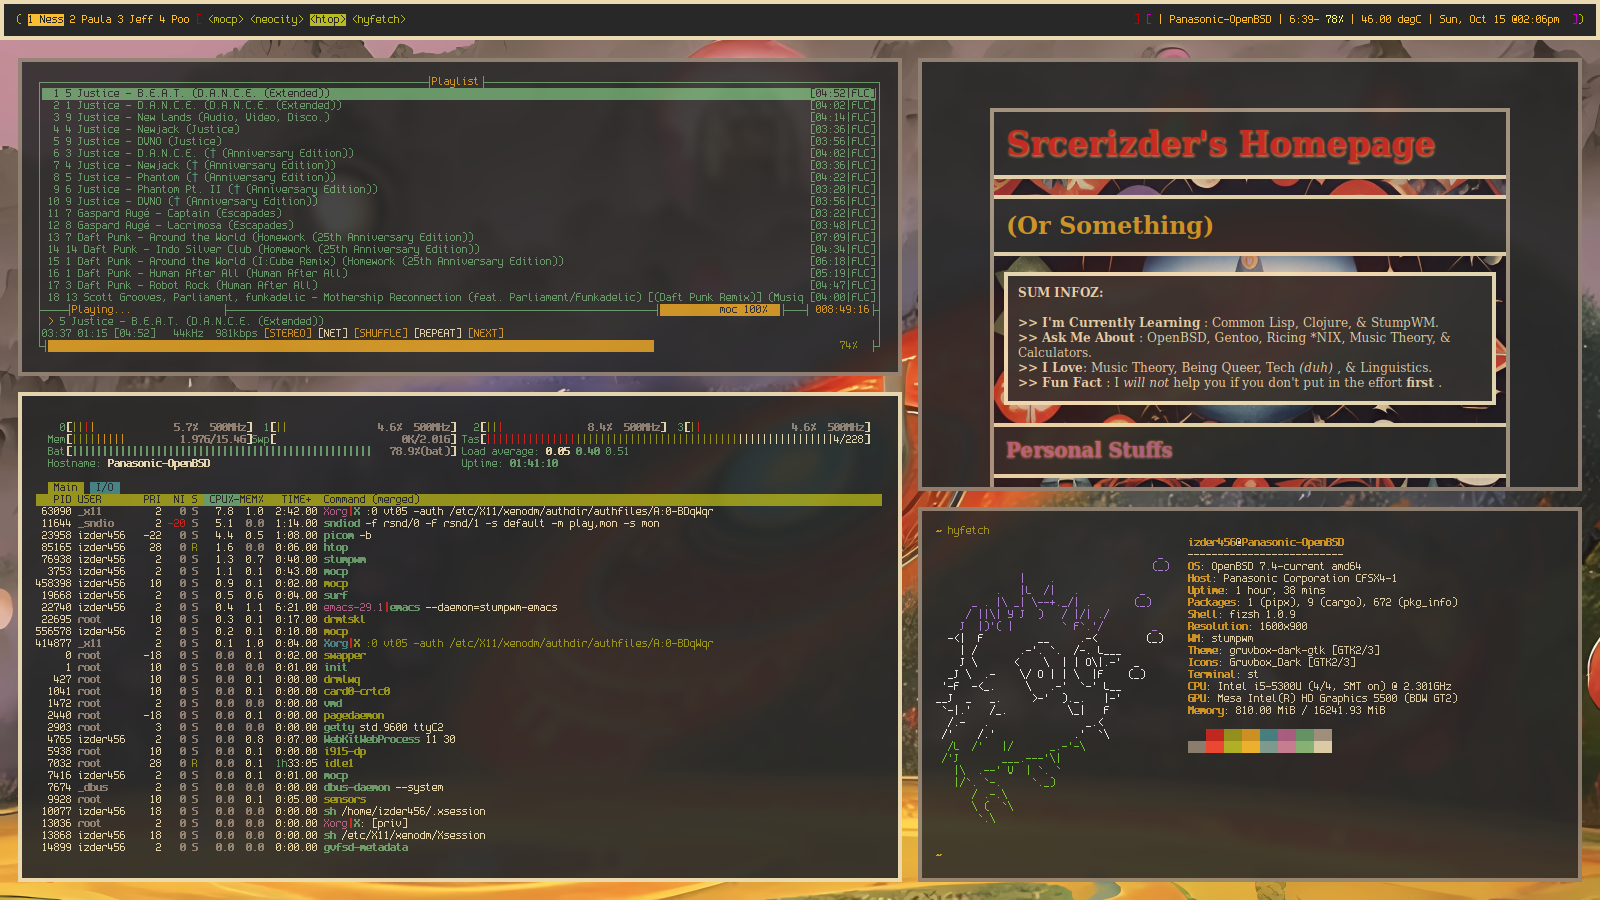 ( 1 Ness 2 Paula 3 Jeff 4 Poo [ <mocp> <neocity> <htop> <hyfetch>
] [ | Panasonic-OpenBSD | 6:39- 78% | 46.00 degC | Sun, Oct 15 @02:06pm ])
Playlist
1 5 Justice - B.E.A.T. (D.A.N.C.E. (Extended)) [04:52|FLC]
2 1 Justice - D.A.N.C.E. (D.A.N.C.E. (Extended)) [04:02|FLC]
3 9 Justice - New Lands (Audio, Video, Disco.) [04:14|FLC]
4 4 Justice - Newjack (Justice) [03:36|FLC]
5 9 Justice - DVNO (Justice) [03:56|FLC]
6 3 Justice - D.A.N.C.E. († (Anniversary Edition)) [04:02|FLC]
7 4 Justice - Newjack († (Anniversary Edition)) [03:36|FLC]
8 5 Justice - Phantom († (Anniversary Edition)) [04:22|FLC]
9 6 Justice - Phantom Pt. II († (Anniversary Edition)) [03:20|FLC]
10 9 Justice - DVNO († (Anniversary Edition)) [03:56|FLC]
11 7 Gaspard Augé - Captain (Escapades) [03:22|FLC]
12 8 Gaspard Augé - Lacrimosa (Escapades) [03:48|FLC]
13 7 Daft Punk - Around the World (Homework (25th Anniversary Edition)) [07:09|FLC]
14 14 Daft Punk - Indo Silver Club (Homework (25th Anniversary Edition)) [04:34|FLC]
15 1 Daft Punk - Around the World (I:Cube Remix) (Homework (25th Anniversary Edition)) [06:18|FLC]
16 1 Daft Punk - Human After All (Human After All) [05:19|FLC]
17 3 Daft Punk - Robot Rock (Human After All) [04:47|FLC]
18 13 Scott Grooves, Parliament, funkadelic - Mothership Reconnection (feat. Parliament/Funkadelic) [(Daft Punk Remix)] (Musiq [04:00|FLC]
Playing... moc 100% 008:49:16
> 5 Justice - B.E.A.T. (D.A.N.C.E. (Extended))
03:37 01:15 [04:52] 44kHz 981kbps [STEREO] [NET] [SHUFFLE] [REPEAT] [NEXT]
74%
Srcerizder's Homepage
(Or Something)
SUM INFOZ:
>> I'm Currently Learning : Common Lisp, Clojure, & StumpWM.
>> Ask Me About : OpenBSD, Gentoo, Ricing *NIX, Music Theory, &
Calculators.
>> I Love: Music Theory, Being Queer, Tech (duh) , & Linguistics.
>> Fun Fact : I will not help you if you don't put in the effort first .
Personal Stuffs
0[|||| 5.7% 500MHz] 1[|| 4.6% 500MHz] 2[||| 8.4% 500MHz] 3[|| 4.6% 500MHz]
Mem[||||||||| 1.97G/15.4G] Swp[ 0K/2.01G] Tas[||||||||||4/228]
Bat[|||||||||| 78.9%(bat)] Load average: 0.05 0.40 0.51
Hostname: Panasonic-OpenBSD Uptime: 01:41:10
Main I/O
PID USER PRI NI S CPU%-MEM% TIME+ Command (merged)
63090 _x11 2 0 S 7.8 1.0 2:42.00 Xorg|X :0 vt05 -auth /etc/X11/xenodm/authdir/authfiles/A:0-BDqWqr
11644 _sndio 2 -20 S 5.1 0.0 1:14.00 sndiod -f rsnd/0 -F rsnd/1 -s default -m play,mon -s mon
23958 izder456 -22 0 S 4.4 0.5 1:08.00 picom -b
85165 izder456 28 0 R 1.6 0.0 0:06.00 htop
76938 izder456 2 0 S 1.3 0.7 0:40.00 stumpwm
3753 izder456 2 0 S 1.1 0.1 0:43.00 mocp
458398 izder456 10 0 S 0.9 0.1 0:02.00 mocp
19668 izder456 2 0 S 0.5 0.6 0:04.00 surf
22740 izder456 2 0 S 0.4 1.1 6:21.00 emacs-29.1|emacs --daemon=stumpwm-emacs
22695 root 10 0 S 0.3 0.1 0:17.00 drmtskl
556578 izder456 2 0 S 0.2 0.1 0:10.00 mocp
414877 _x11 2 0 S 0.1 1.0 0:04.00 Xorg|X :0 vt05 -auth /etc/X11/xenodm/authdir/authfiles/A:0-BDqWqr
0 root -18 0 S 0.0 0.1 0:02.00 swapper
1 root 10 0 S 0.0 0.0 0:01.00 init
427 root 10 0 S 0.0 0.1 0:00.00 drmlwq
1041 root 10 0 S 0.0 0.1 0:00.00 card0-crtc0
1472 root 2 0 S 0.0 0.0 0:00.00 vmd
2440 root -18 0 S 0.0 0.1 0:00.00 pagedaemon
2903 root 3 0 S 0.0 0.0 0:00.00 getty std.9600 ttyC2
4765 izder456 2 0 S 0.0 0.8 0:07.00 WebKitWebProcess 11 30
5938 root 10 0 S 0.0 0.1 0:00.00 i915-dp
7032 root 28 0 R 0.0 0.1 1h33:05 idle1
7416 izder456 2 0 S 0.0 0.1 0:01.00 mocp
7674 _dbus 2 0 S 0.0 0.0 0:00.00 dbus-daemon --system
9928 root 10 0 S 0.0 0.1 0:05.00 sensors
10077 izder456 18 0 S 0.0 0.0 0:00.00 sh /home/izder456/.xsession
13036 root 2 0 S 0.0 0.0 0:00.00 Xorg|X: [priv]
13868 izder456 18 0 S 0.0 0.0 0:00.00 sh /etc/X11/xenodm/Xsession
14899 izder456 2 0 S 0.0 0.0 0:00.00 gvfsd-metadata
~ hyfetch
izder456@Panasonic-OpenBSD
--------------------------
OS: OpenBSD 7.4-current amd64
Host: Panasonic Corporation CFSX4-1
Uptime: 1 hour, 38 mins
Packages: 1 (pipx), 9 (cargo), 672 (pkg_info)
Shell: fizsh 1.0.9
Resolution: 1600x900
WM: stumpwm
Theme: gruvbox-dark-gtk [GTK2/3]
Icons: Gruvbox_Dark [GTK2/3]
Terminal: st
CPU: Intel i5-5300U (4/4, SMT on) @ 2.301GHz
GPU: Mesa Intel(R) HD Graphics 5500 (BDW GT2)
Memory: 810.00 MiB / 16241.93 MiB
~